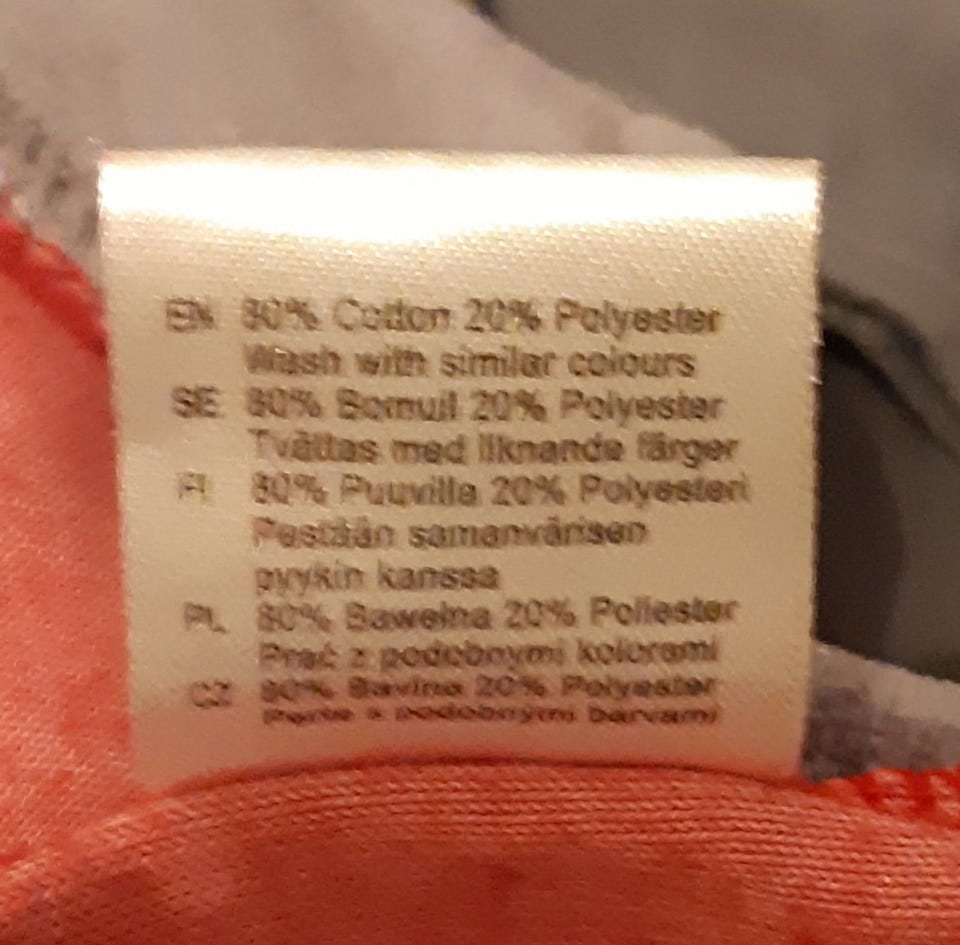 EN 80% Cotton 20% Polyester
Wash with similar colours
SE 80% Bomull 20% Polyester
Tvättas med liknande färger
FI 80% Puuvilla 20% Polyesteri
Pestään samanvärisen
pyykin kanssa
PL 80% Bawełna 20% Poliester
Prać z podobnymi kolorami
CZ 80% Bavlna 20% Polyester
Perte s podobnými barvami